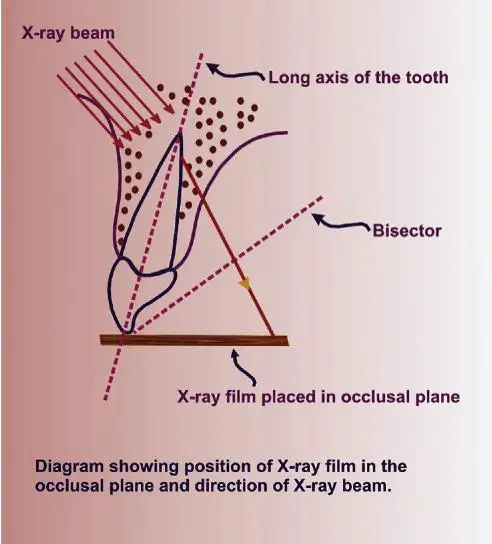 X-ray beam
Long axis of the tooth
Bisector
X-ray film placed in occlusal plane
Diagram showing position of X-ray film in the
occlusal plane and direction of X-ray beam.